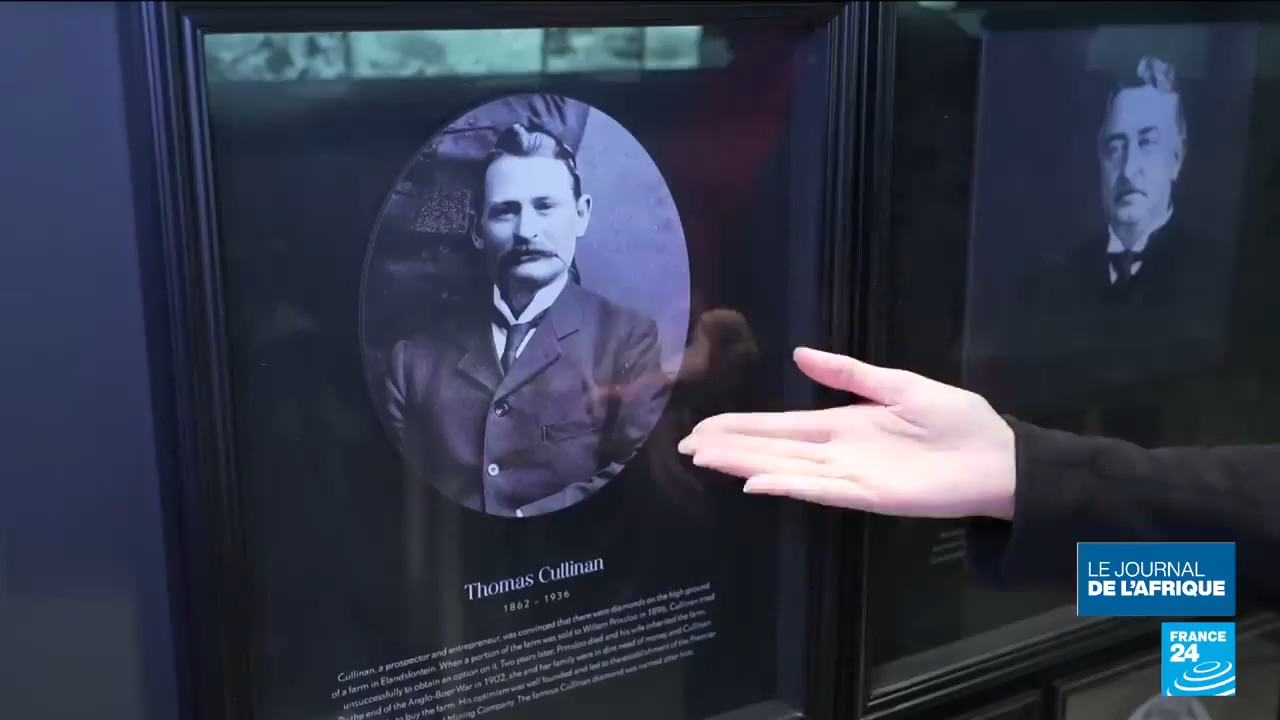 Thomas Cullinan
1862 - 1936
Cullinan, a prospector and entrepreneur, was convinced that there were diamonds on the high ground
of a farm in Elandsfontein. When a portion of the farm was sold to Willem Prinsloo in 1896, Cullinan tried
unsuccessfully to obtain an option on it. Two years later, Prinsloo died and his wife inherited the farm.
By the end of the Anglo-Boer War in 1902, she and her family were in dire need of money and Cullinan
to buy the farm. His optimism was well founded and led to the establishment of the Premier
Mining Company. The famous Cullinan diamond was named after him.
LE JOURNAL
DE L'AFRIQUE
FRANCE
24